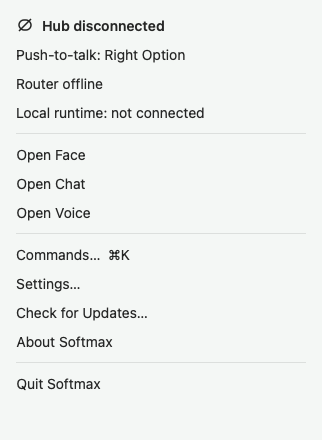 Hub disconnected
Push-to-talk: Right Option
Router offline
Local runtime: not connected
Open Face
Open Chat
Open Voice
Commands... ⌘K
Settings...
Check for Updates...
About Softmax
Quit Softmax